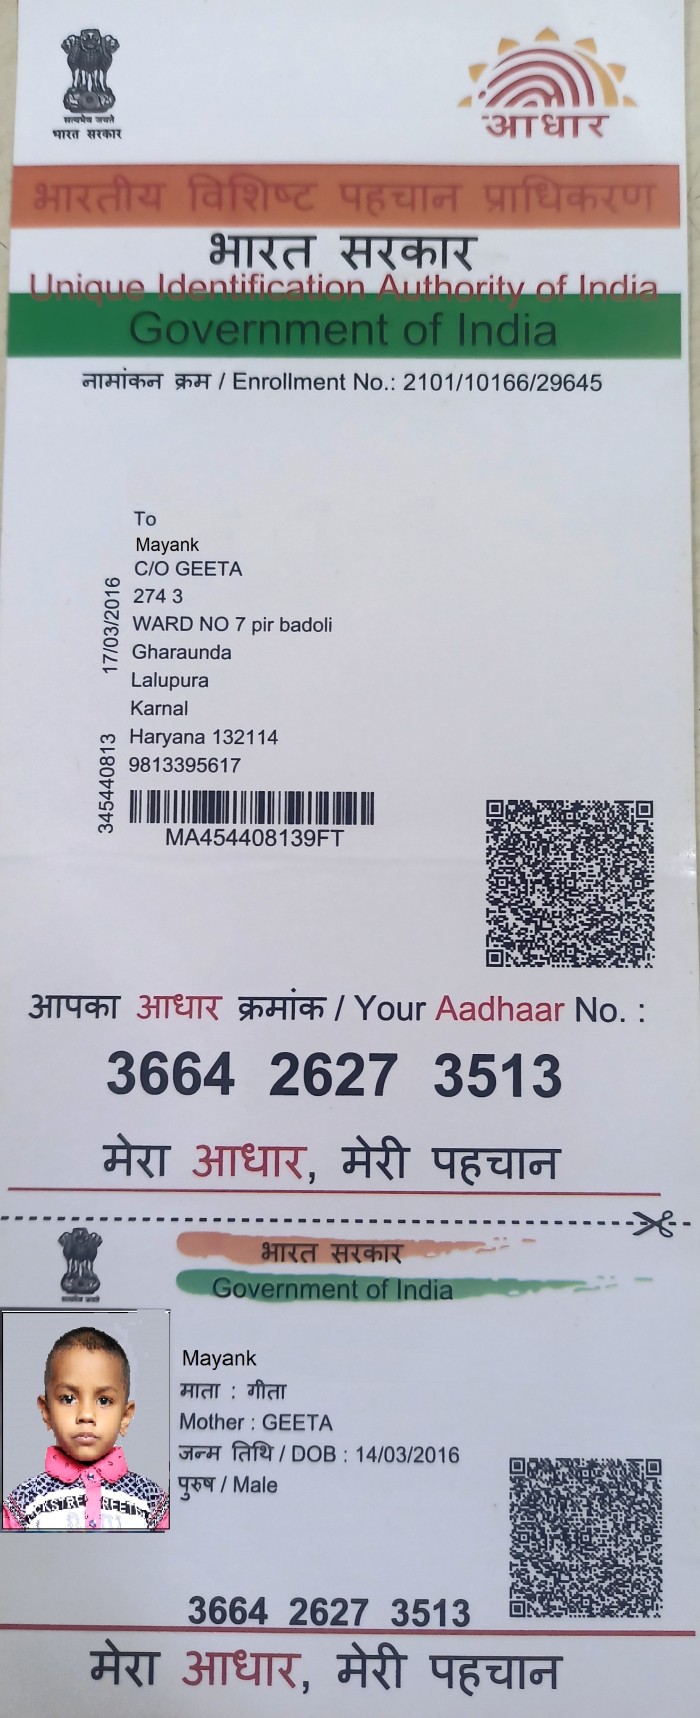 सत्यमेव जयते
भारत सरकार
आधार
भारतीय विशिष्ट पहचान प्राधिकरण
भारत सरकार
Unique Identification Authority of India
Government of India
नामांकन क्रम / Enrollment No.: 2101/10166/29645
To
Mayank
C/O GEETA
274 3
WARD NO 7 pir badoli
Gharaunda
Lalupura
Karnal
Haryana 132114
9813395617
17/03/2016
345440813
MA454408139FT
आपका आधार क्रमांक / Your Aadhaar No. :
3664 2627 3513
मेरा आधार, मेरी पहचान
सत्यमेव जयते
भारत सरकार
Government of India
Mayank
माता : गीता
Mother : GEETA
जन्म तिथि / DOB : 14/03/2016
पुरुष / Male
3664 2627 3513
मेरा आधार, मेरी पहचान